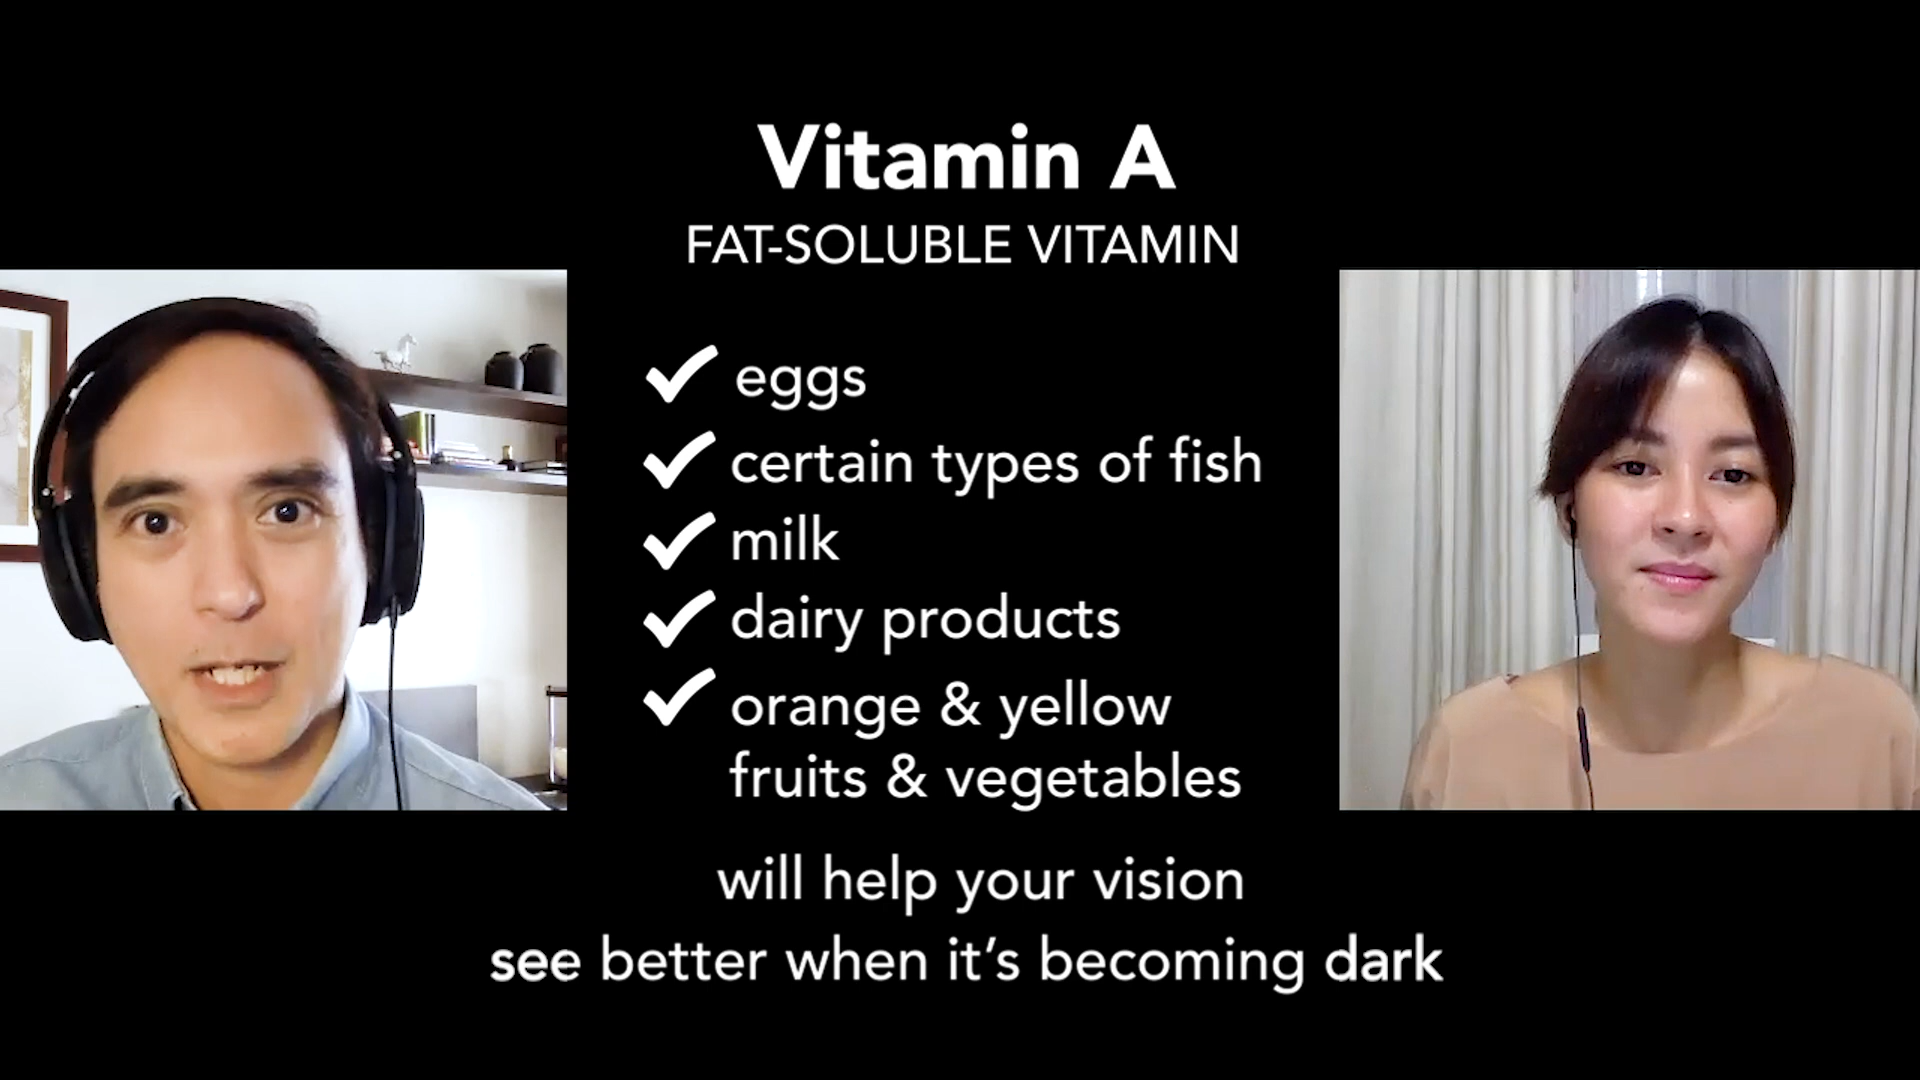 Vitamin A
FAT-SOLUBLE VITAMIN
eggs
certain types of fish
milk
dairy products
orange & yellow
fruits & vegetables
will help your vision
see better when it's becoming dark